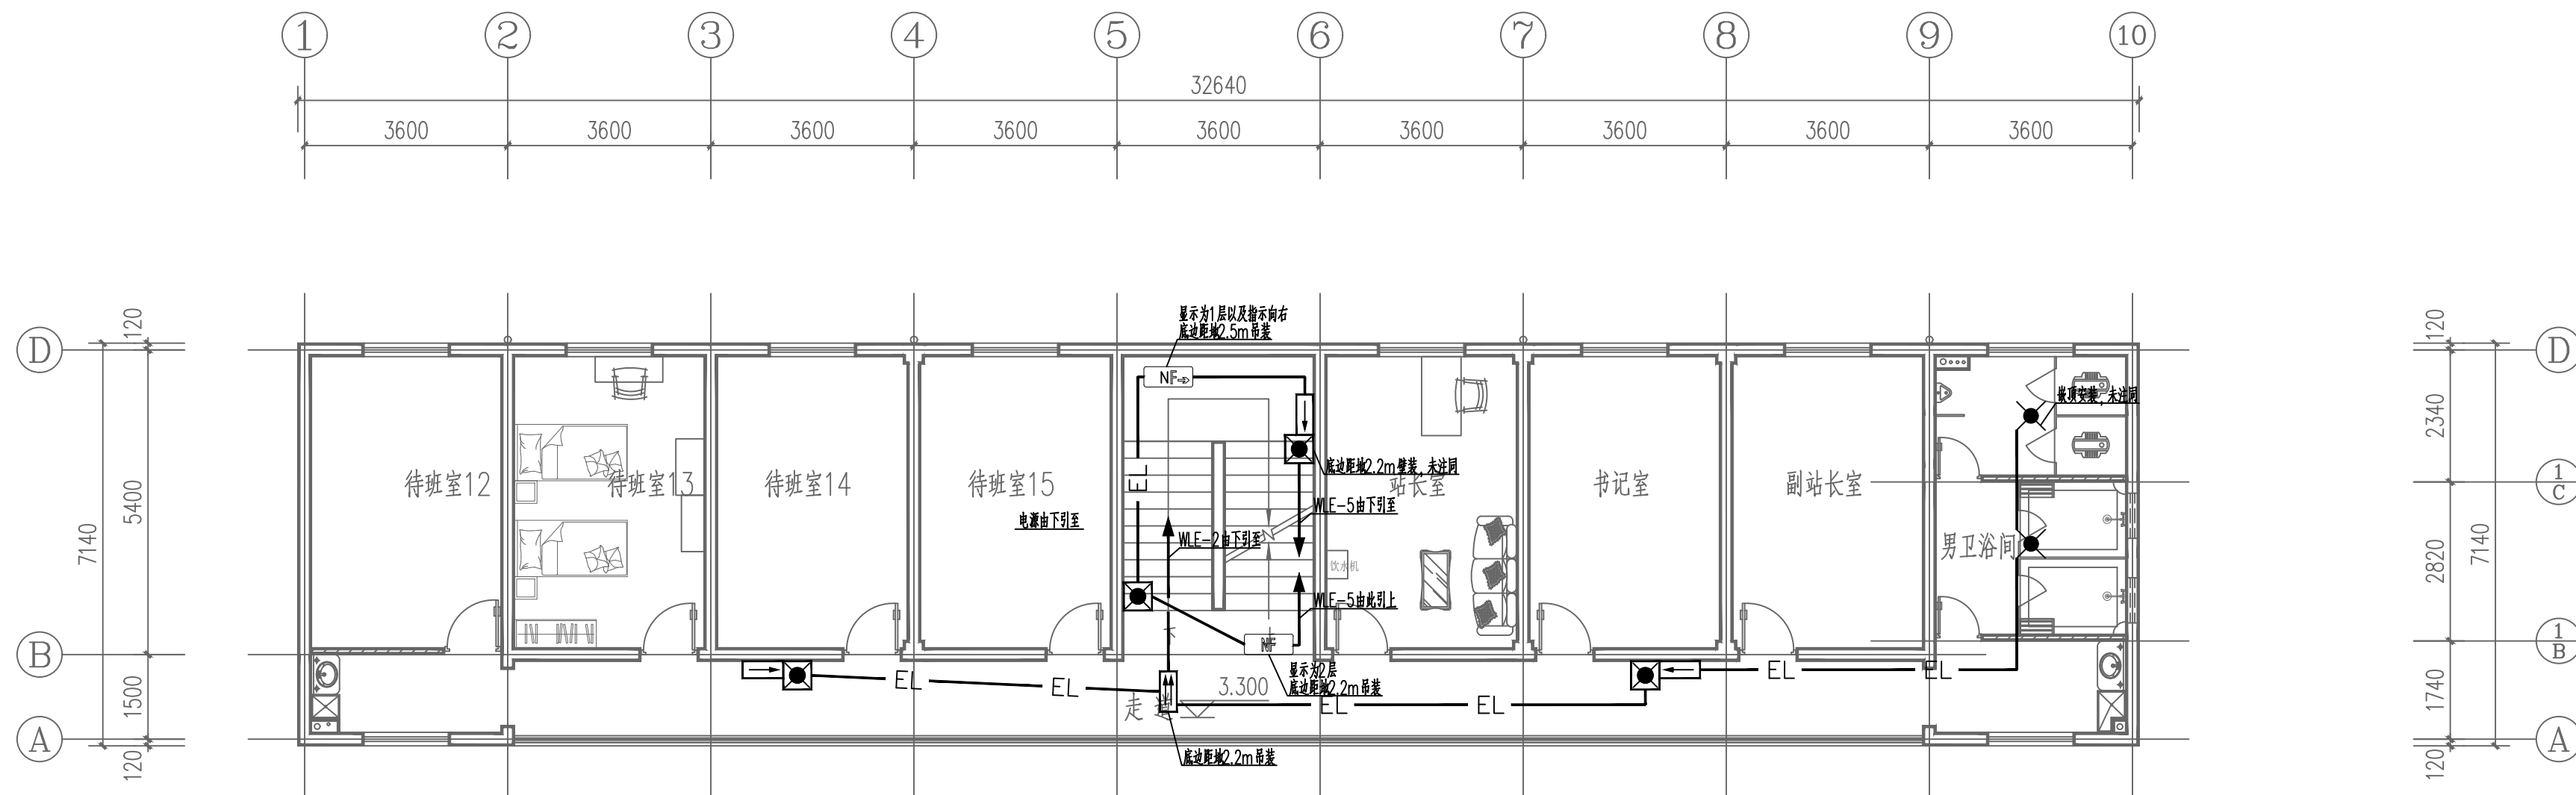 1 2 3 4 5 6 7 8 9 10
32640
3600 3600 3600 3600 3600 3600 3600 3600 3600
显示为1层以及指示向右
底边距地2.5m吊装
120
120
D
D
NF
嵌顶安装,未注同
2340
底边距地2.2m壁装,未注同
待班室12
待班室13
待班室14
待班室15
EL
站长室
书记室
副站长室
1
C
5400
WLE-5由下引至
电源由下引至
7140
7140
WLE-2由下引至
男卫浴间
饮水机
2820
WLE-5由此引上
下
NF
1
B
B
显示为2层
底边距地2.2m吊装
EL
EL
EL
EL
3.300
1500
1740
走道
EL
EL
A
A
底边距地2.2m吊装
120
120